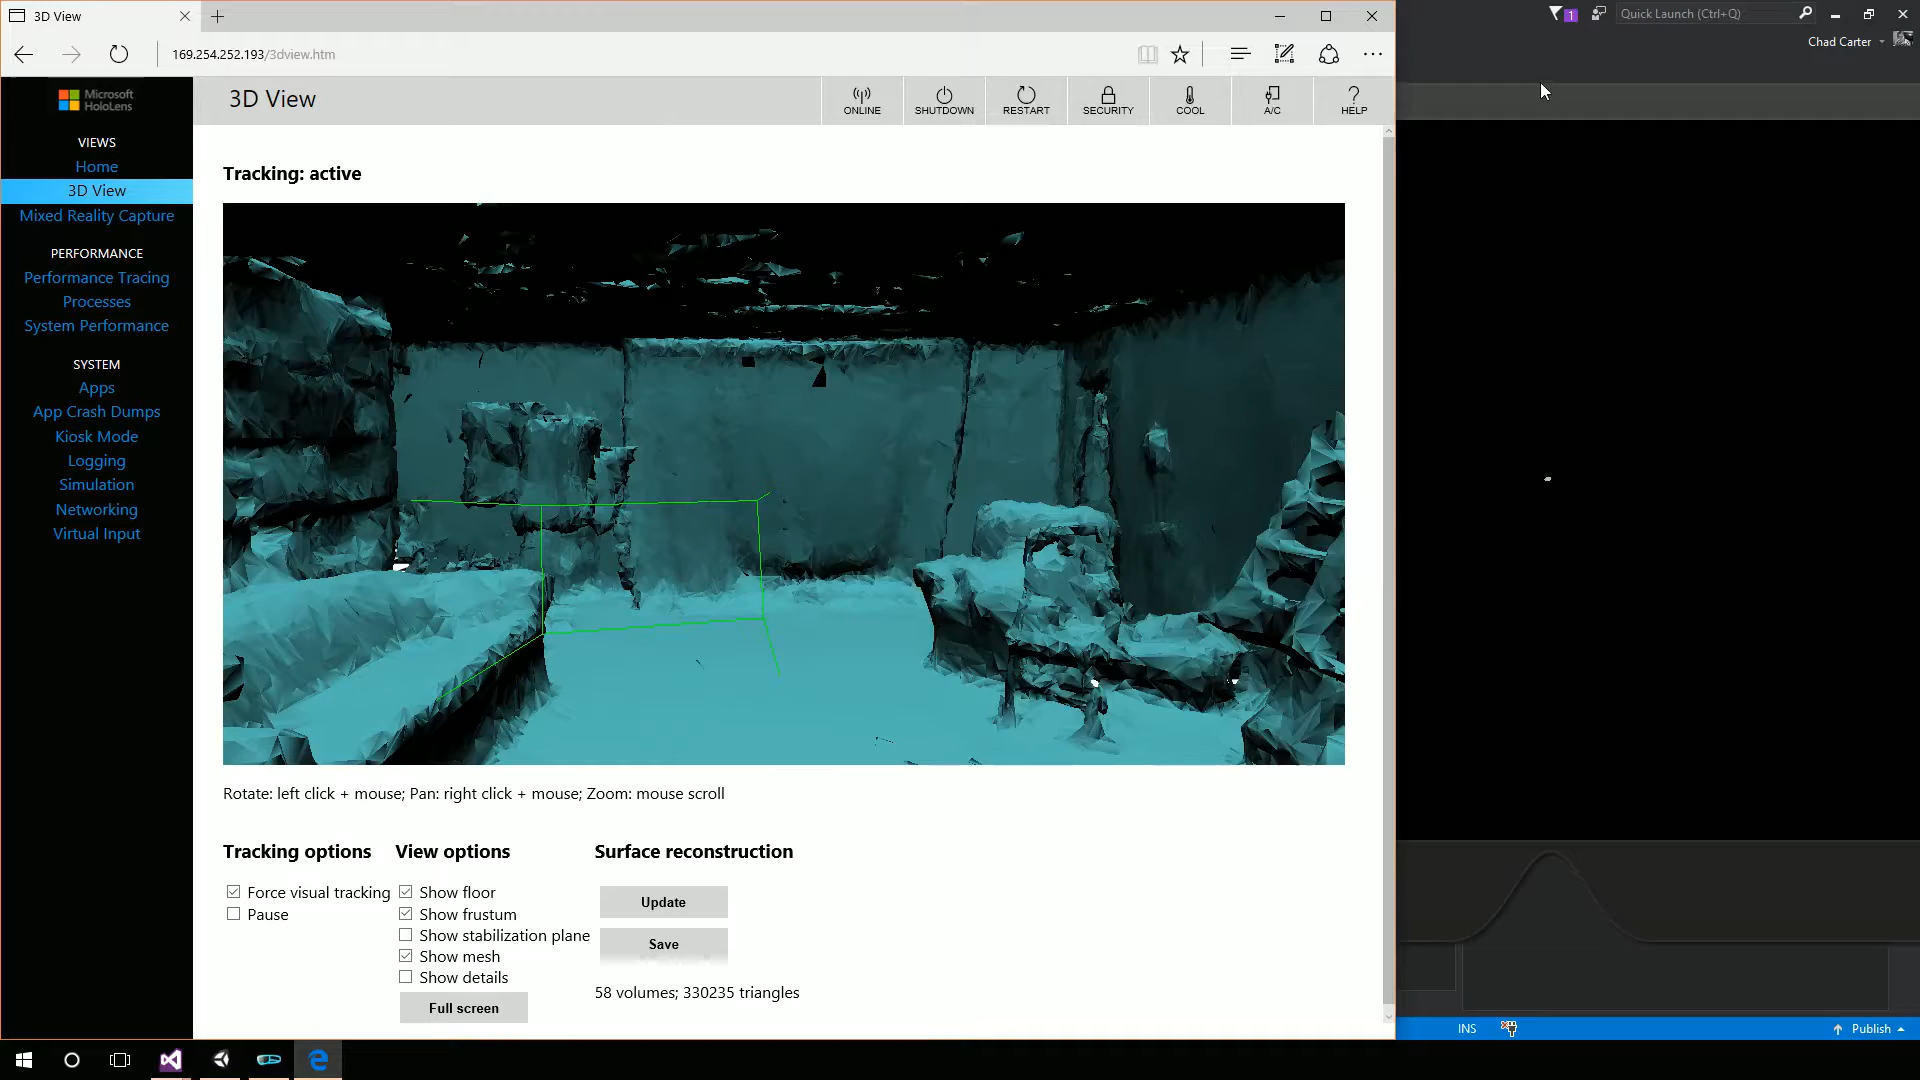 3D View
1
Quick Launch (Ctrl+Q)
169.254.252.193/3dview.htm
Chad Carter
Microsoft
HoloLens
3D View
ONLINE
SHUTDOWN
RESTART
SECURITY
COOL
A/C
HELP
VIEWS
Home
3D View
Mixed Reality Capture
PERFORMANCE
Performance Tracing
Processes
System Performance
SYSTEM
Apps
App Crash Dumps
Kiosk Mode
Logging
Simulation
Networking
Virtual Input
Tracking: active
Rotate: left click + mouse; Pan: right click + mouse; Zoom: mouse scroll
Tracking options
Force visual tracking
Pause
View options
Show floor
Show frustum
Show stabilization plane
Show mesh
Show details
Full screen
Surface reconstruction
Update
Save
58 volumes; 330235 triangles
INS
Publish